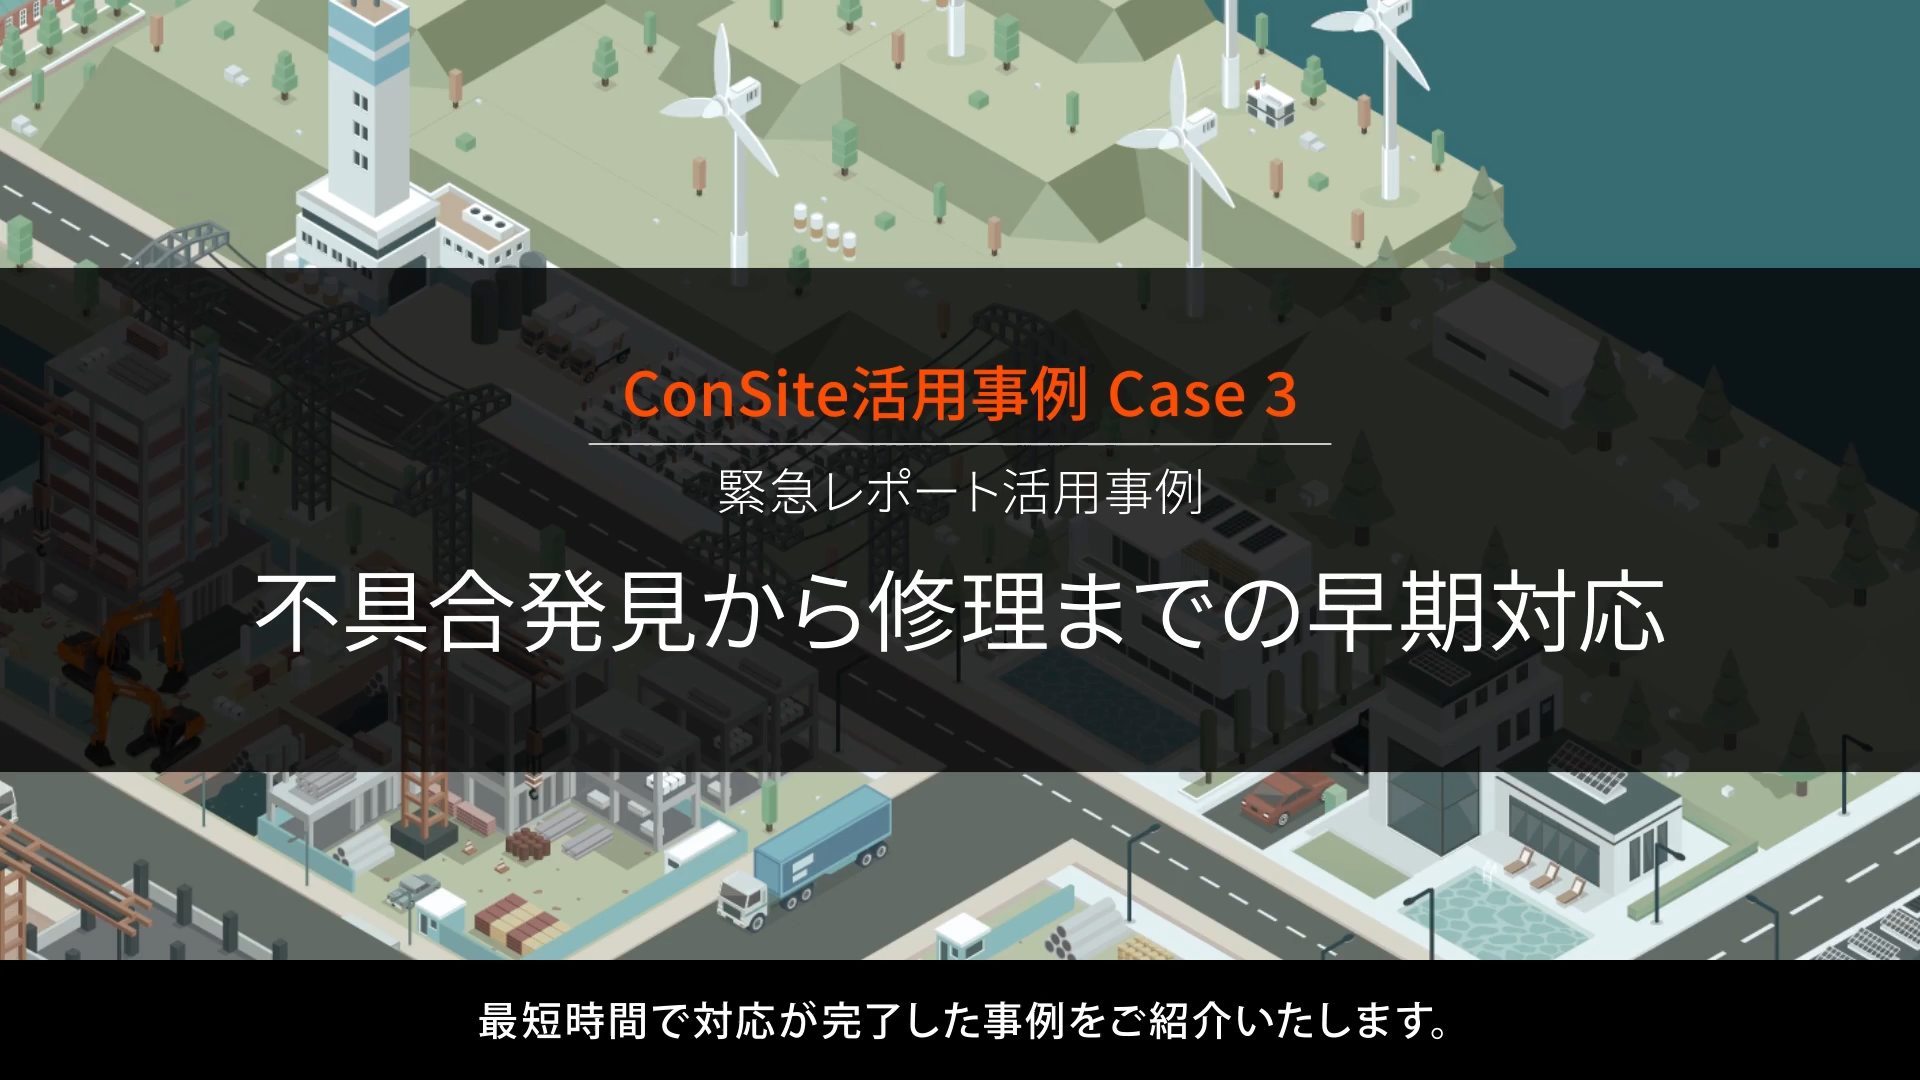 ConSite活用事例 Case 3
緊急レポート活用事例
不具合発見から修理までの早期対応
最短時間で対応が完了した事例をご紹介いたします。